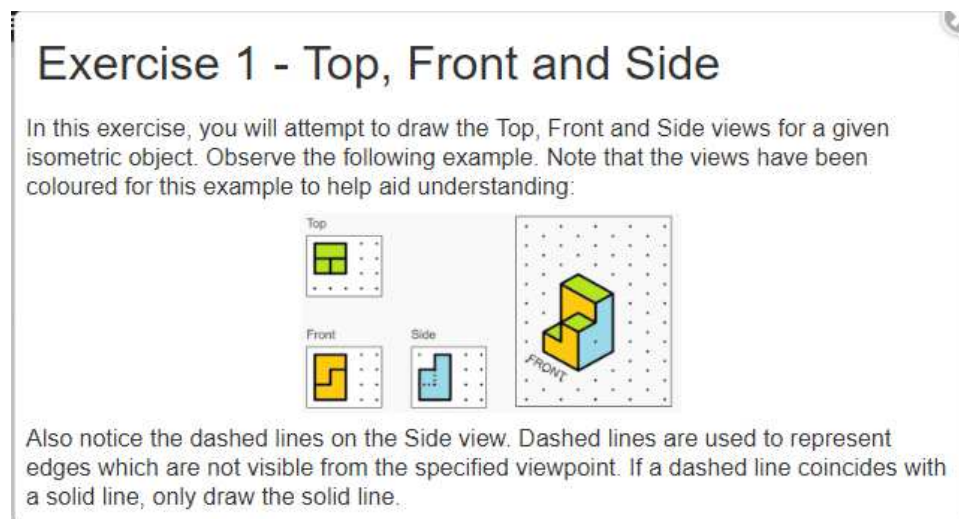 Exercise 1 - Top, Front and Side
In this exercise, you will attempt to draw the Top, Front and Side views for a given
isometric object. Observe the following example. Note that the views have been
coloured for this example to help aid understanding:
Top
Front
Side
FRONT
Also notice the dashed lines on the Side view. Dashed lines are used to represent
edges which are not visible from the specified viewpoint. If a dashed line coincides with
a solid line, only draw the solid line.